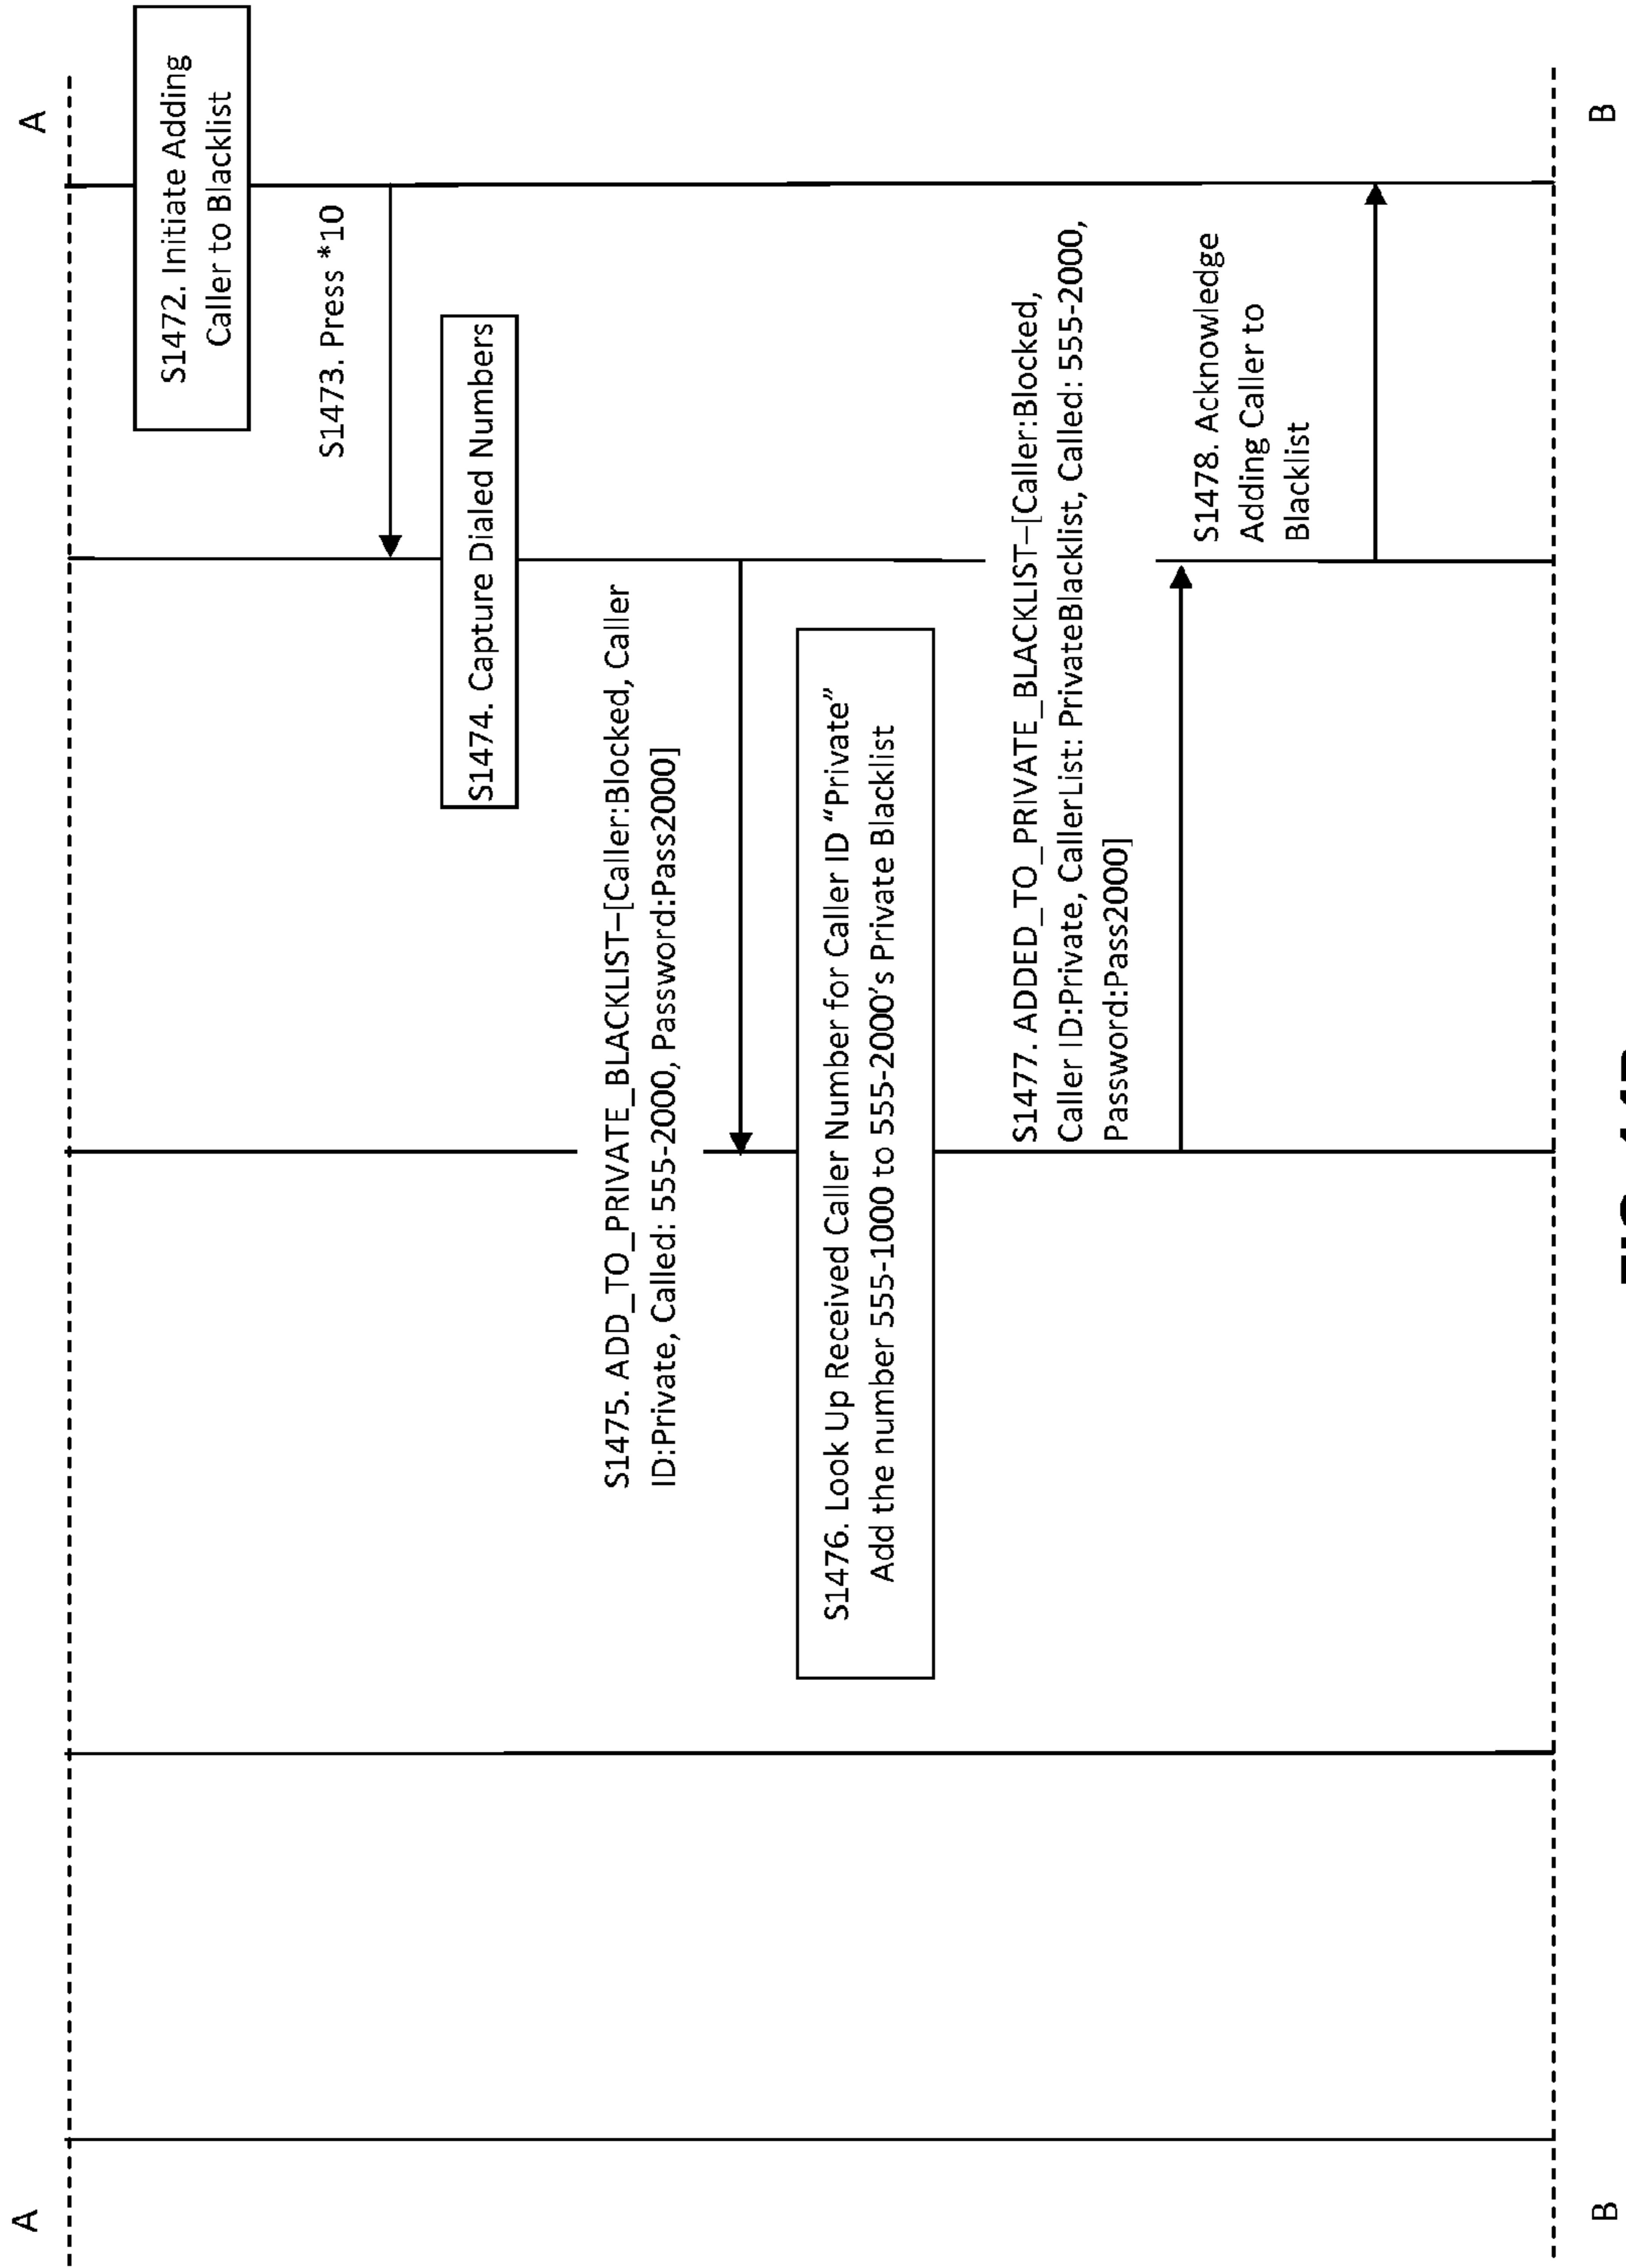 A
A
S1472. Initiate Adding
Caller to Blacklist
S1473. Press *10
S1474. Capture Dialed Numbers
S1475. ADD_TO_PRIVATE_BLACKLIST–[Caller:Blocked, Caller
ID:Private, Called: 555-2000, Password:Pass2000]
S1476. Look Up Received Caller Number for Caller ID “Private”
Add the number 555-1000 to 555-2000’s Private Blacklist
S1477. ADDED_TO_PRIVATE_BLACKLIST–[Caller:Blocked,
Caller ID:Private, CallerList: PrivateBlacklist, Called: 555-2000,
Password:Pass2000]
S1478. Acknowledge
Adding Caller to
Blacklist
B
B